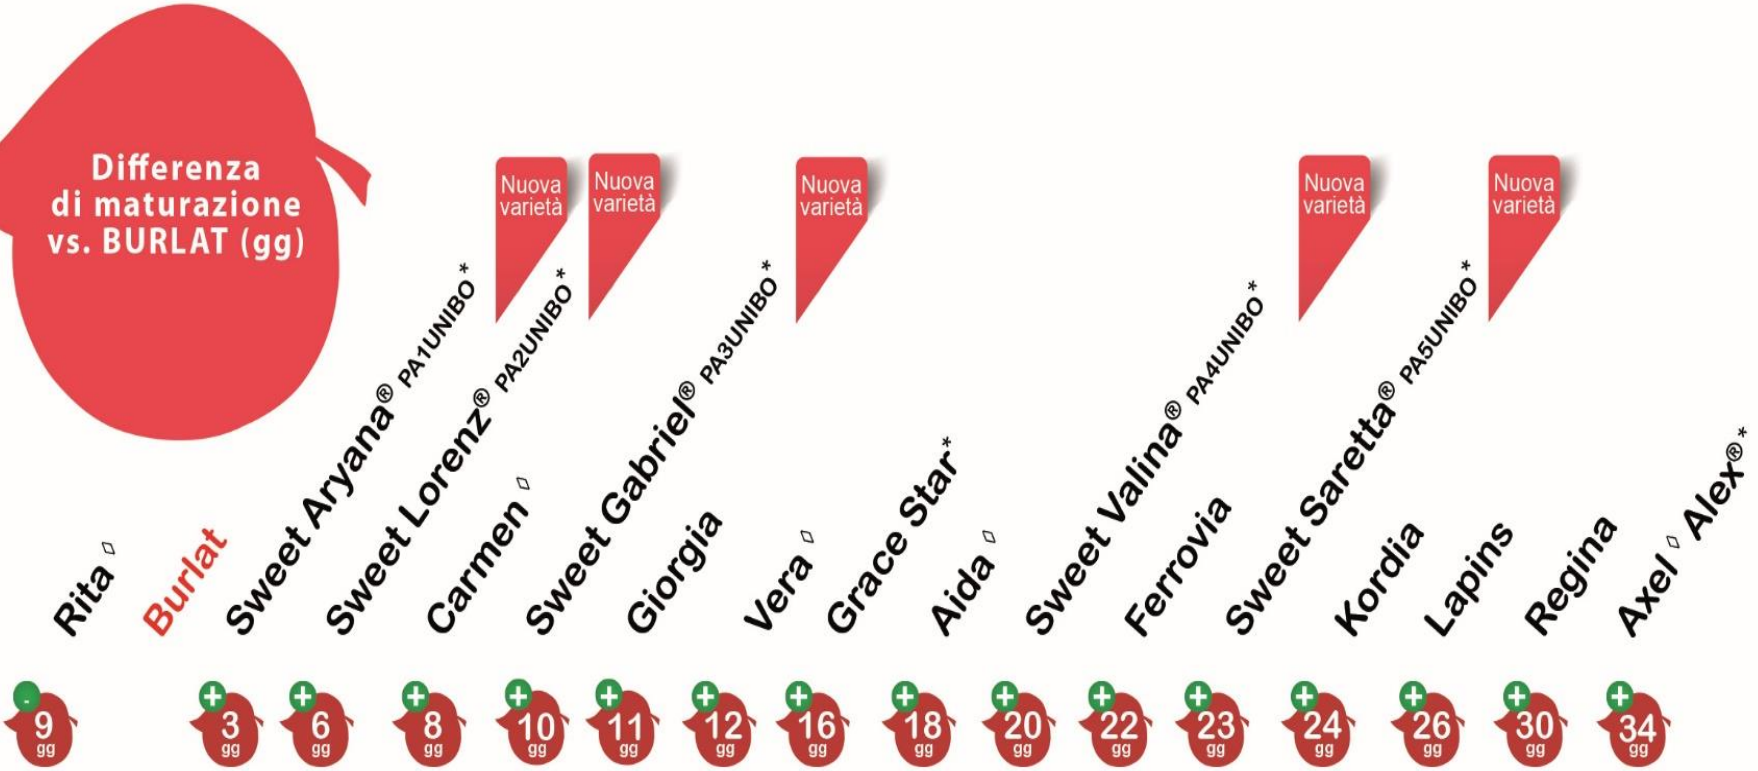 Differenza
di maturazione
vs. BURLAT (gg)
Nuova
varietà
Nuova
varietà
Nuova
varietà
Nuova
varietà
Nuova
varietà
Rita ◊
Burlat
Sweet Aryana® PA1UNIBO*
Sweet Lorenz® PA2UNIBO*
Carmen ◊
Sweet Gabriel® PA3UNIBO*
Giorgia
Vera ◊
Grace Star*
Aida ◊
Sweet Valina® PA4UNIBO*
Ferrovia
Sweet Saretta® PA5UNIBO*
Kordia
Lapins
Regina
Axel ◊ Alex®*
- 9 gg
+ 3 gg
+ 6 gg
+ 8 gg
+ 10 gg
+ 11 gg
+ 12 gg
+ 16 gg
+ 18 gg
+ 20 gg
+ 22 gg
+ 23 gg
+ 24 gg
+ 26 gg
+ 30 gg
+ 34 gg